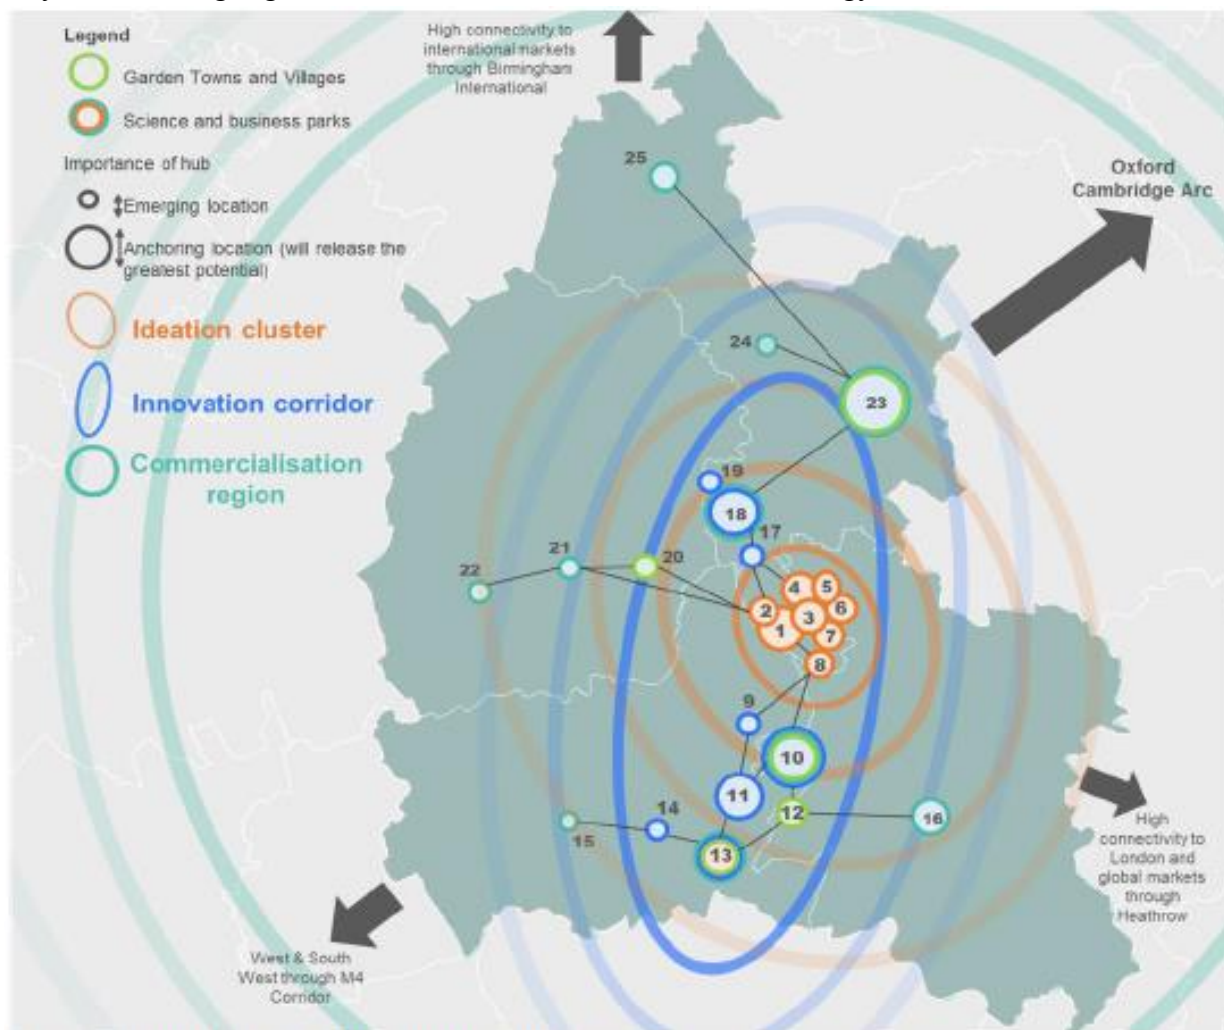 Legend
Garden Towns and Villages
Science and business parks
Importance of hub
Emerging location
Anchoring location (will release the
greatest potential)
Ideation cluster
Innovation corridor
Commercialisation
region
High connectivity to
international markets
through Birmingham
International
Oxford
Cambridge Arc
25
24
23
19
18
17
21
20
22
4
5
2
3
6
1
7
8
9
10
11
14
12
16
15
13
High
connectivity to
London and
global markets
through
Heathrow
West & South
West through M4
Corridor